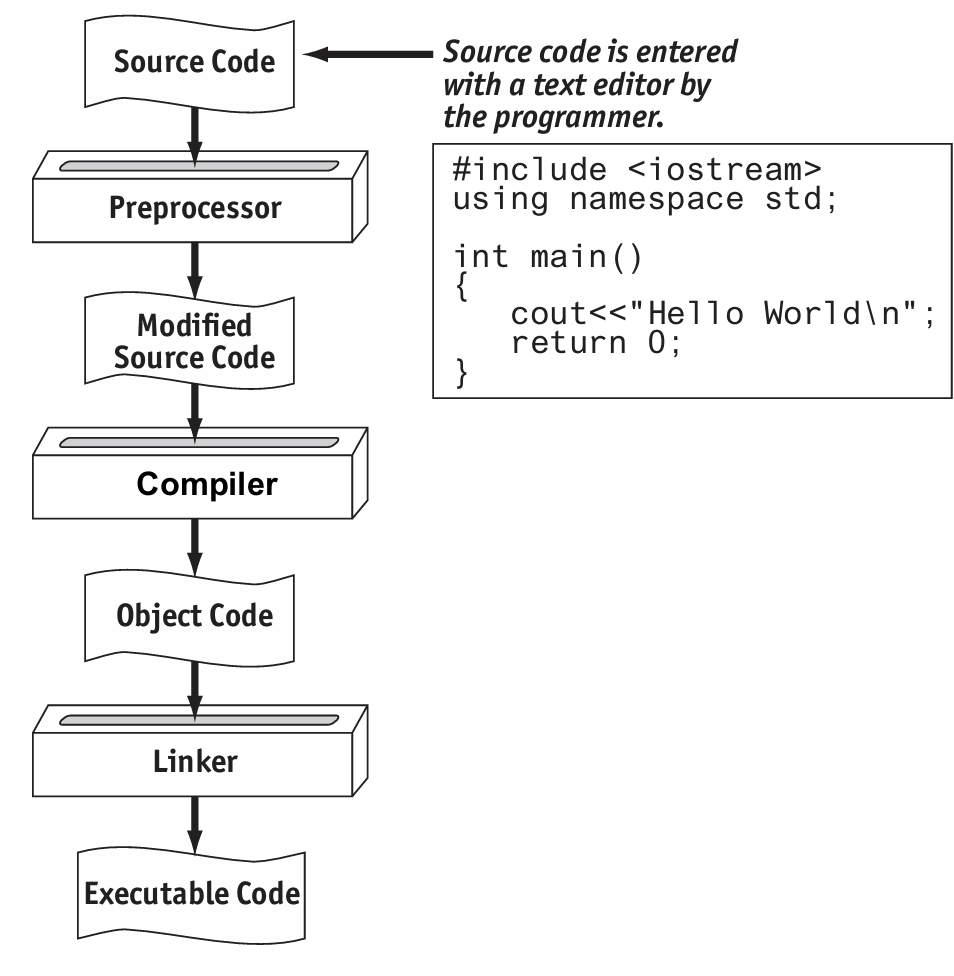 Source Code
Source code is entered
with a text editor by
the programmer.
#include <iostream>
using namespace std;
int main()
{
   cout<<"Hello World\n";
   return 0;
}
Preprocessor
Modified
Source Code
Compiler
Object Code
Linker
Executable Code